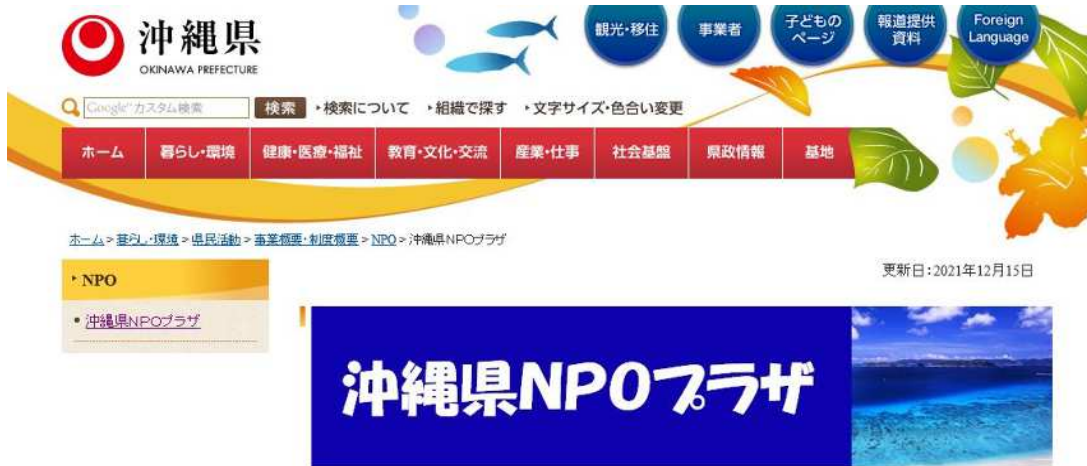 沖縄県
OKINAWA PREFECTURE
観光・移住
事業者
子どもの
ページ
報道提供
資料
Foreign
Language
Google™ カスタム検索
検索
検索について
組織で探す
文字サイズ・色合い変更
ホーム
暮らし・環境
健康・医療・福祉
教育・文化・交流
産業・仕事
社会基盤
県政情報
基地
ホーム > 暮らし・環境 > 県民活動 > 事業概要・制度概要 > NPO > 沖縄県NPOプラザ
更新日：2021年12月15日
NPO
沖縄県NPOプラザ
沖縄県NPOプラザ